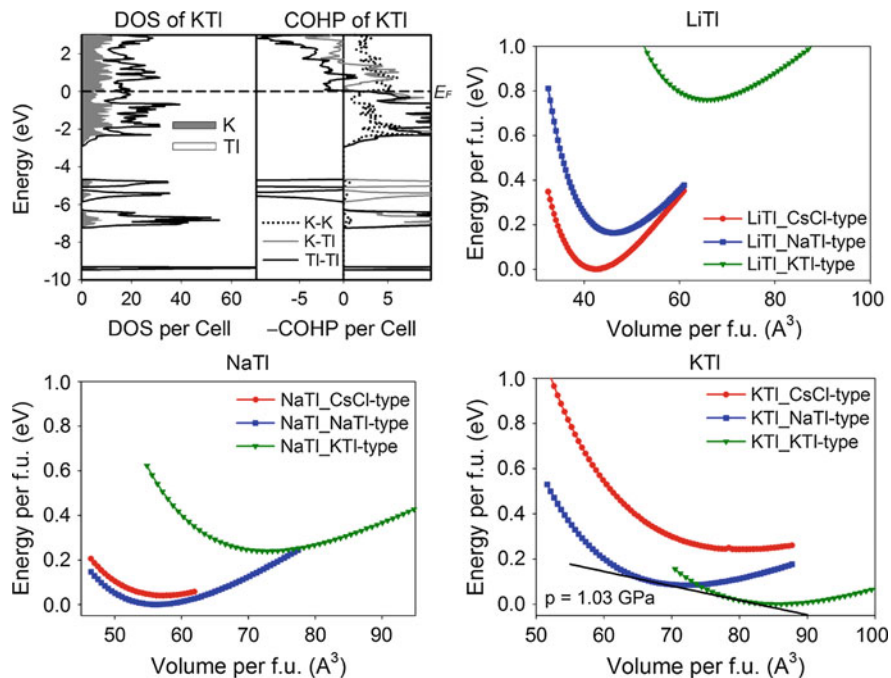 DOS of KTl
COHP of KTl
Energy (eV)
2
0
-2
-4
-6
-8
-10
K
Tl
K-K
K-Tl
Tl-Tl
E_F
0 20 40 60
-5 0 5
DOS per Cell
–COHP per Cell
LiTl
Energy per f.u. (eV)
1.0
0.8
0.6
0.4
0.2
0.0
LiTl_CsCl-type
LiTl_NaTl-type
LiTl_KTl-type
40 60 80 100
Volume per f.u. (A³)
NaTl
Energy per f.u. (eV)
1.0
0.8
0.6
0.4
0.2
0.0
NaTl_CsCl-type
NaTl_NaTl-type
NaTl_KTl-type
50 60 70 80 90
Volume per f.u. (A³)
KTl
Energy per f.u. (eV)
1.0
0.8
0.6
0.4
0.2
0.0
KTl_CsCl-type
KTl_NaTl-type
KTl_KTl-type
p = 1.03 GPa
50 60 70 80 90 100
Volume per f.u. (A³)